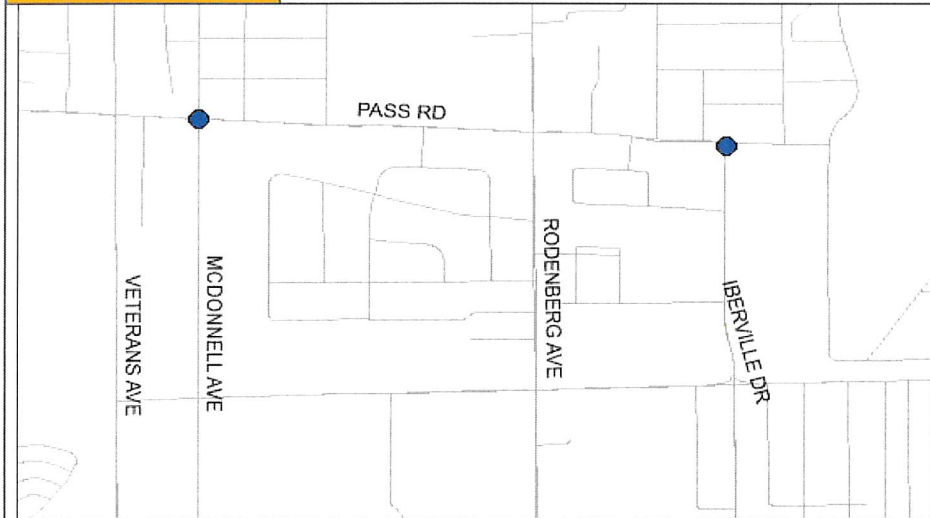 PASS RD
VETERANS AVE
MCDONNELL AVE
RODENBERG AVE
IBERVILLE DR